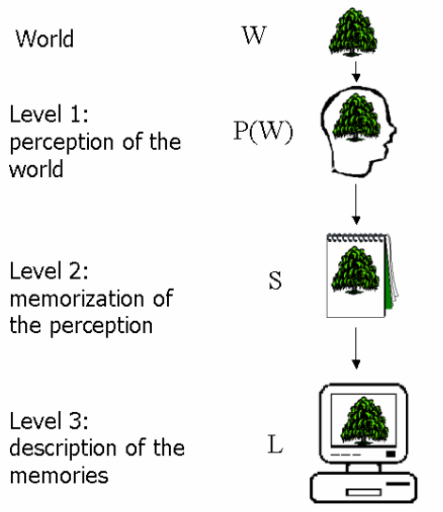 World
W
Level 1:
perception of the
world
P(W)
Level 2:
memorization of
the perception
S
Level 3:
description of the
memories
L